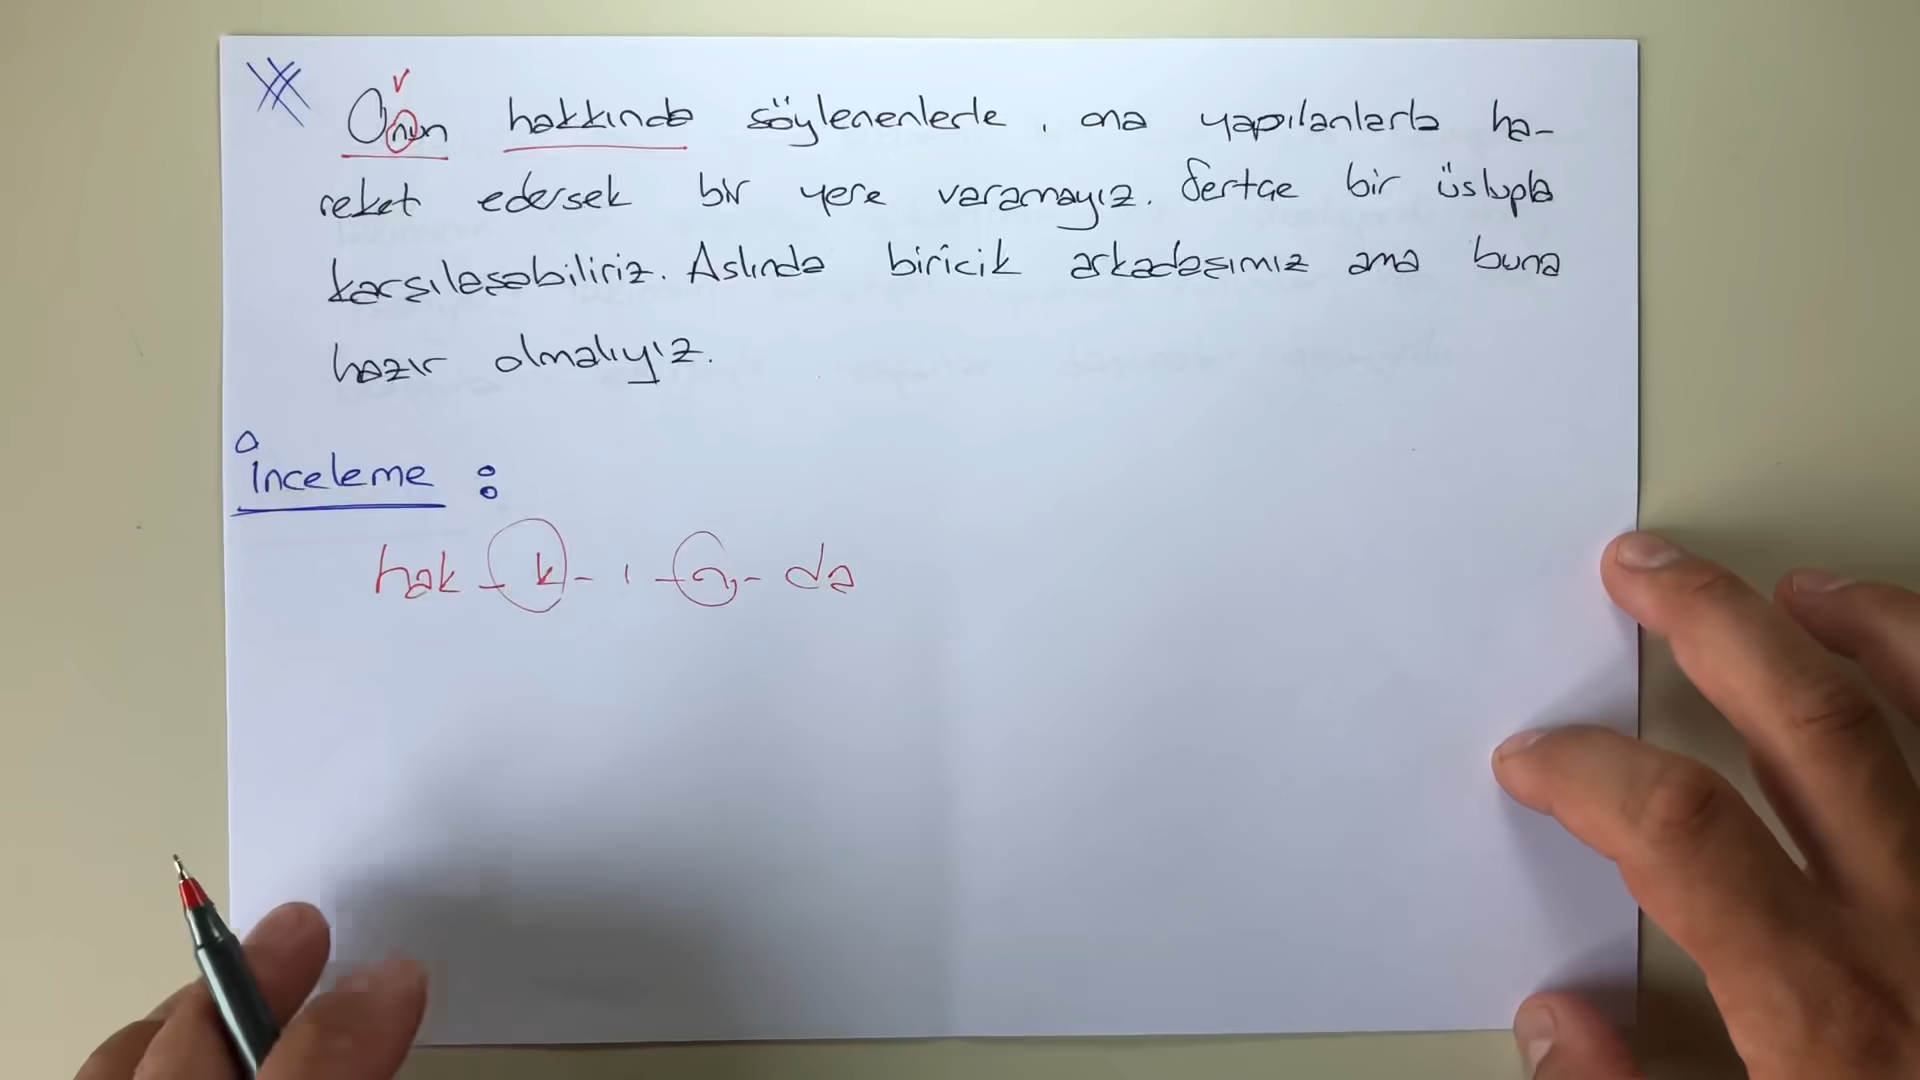 Onun hakkında söylenenlerle, ona yapılanlarla ha-
reket edersek bir yere varamayız. Sertçe bir üslupla
karşılaşabiliriz. Aslında biricik arkadaşımız ama buna
hazır olmalıyız.
İnceleme :
hak - k - ı - n - da